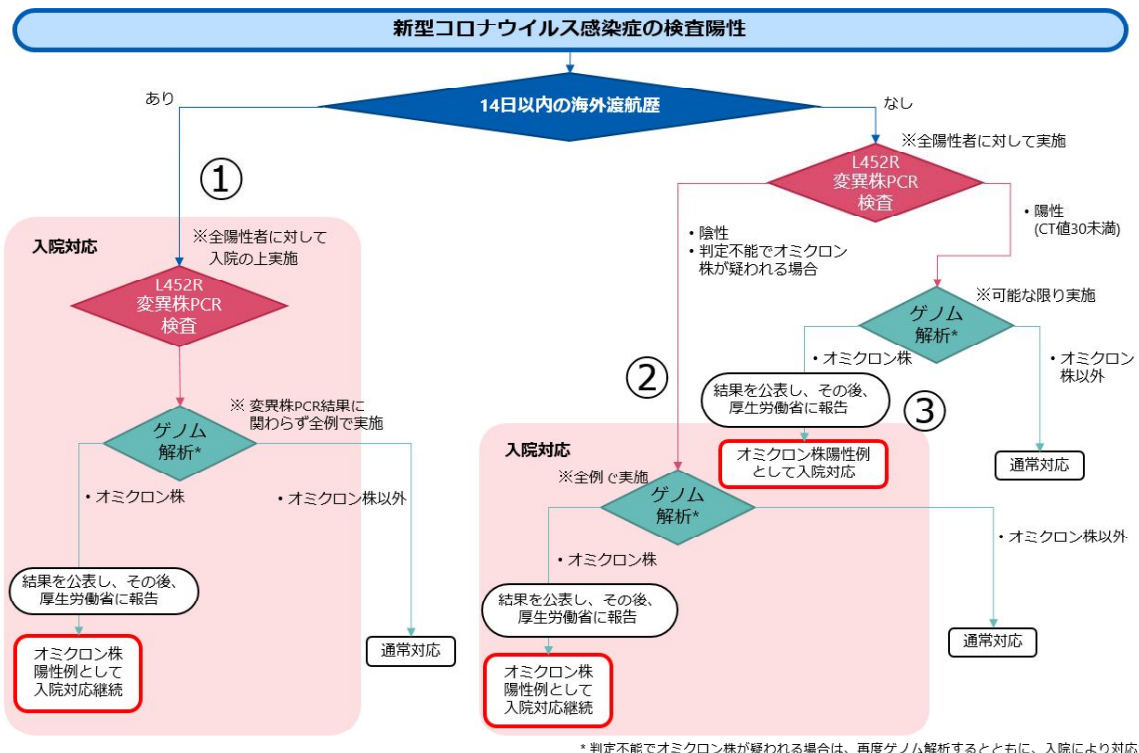 新型コロナウイルス感染症の検査陽性
14日以内の海外渡航歴
あり
なし
①
入院対応
※全陽性者に対して
入院の上実施
L452R
変異株PCR
検査
※ 変異株PCR結果に
関わらず全例で実施
ゲノム
解析*
・オミクロン株
・オミクロン株以外
結果を公表し、その後、
厚生労働省に報告
オミクロン株
陽性例として
入院対応継続
通常対応
※全陽性者に対して実施
L452R
変異株PCR
検査
・陰性
・判定不能でオミクロン
株が疑われる場合
・陽性
(CT値30未満)
②
※可能な限り実施
ゲノム
解析*
・オミクロン株
・オミクロン
株以外
結果を公表し、その後、
厚生労働省に報告
③
オミクロン株陽性例
として入院対応
通常対応
入院対応
※全例で実施
ゲノム
解析*
・オミクロン株
・オミクロン株以外
結果を公表し、その後、
厚生労働省に報告
オミクロン株
陽性例として
入院対応継続
通常対応
* 判定不能でオミクロン株が疑われる場合は、再度ゲノム解析するとともに、入院により対応